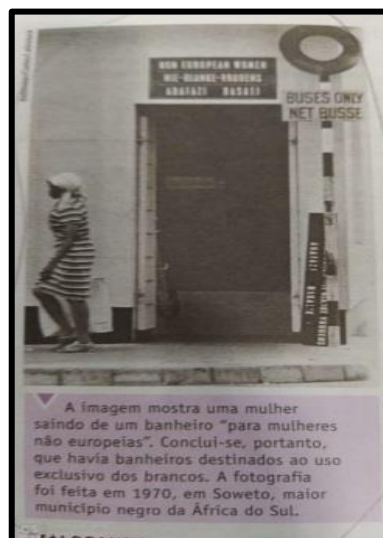 NON EUROPEAN WOMEN
NIE-BLANKE-VROUENS
ABAFAZI BASATI
BUSES ONLY
NET BUSSE
A imagem mostra uma mulher
saindo de um banheiro “para mulheres
não europeias”. Conclui-se, portanto,
que havia banheiros destinados ao uso
exclusivo dos brancos. A fotografia
foi feita em 1970, em Soweto, maior
município negro da África do Sul.